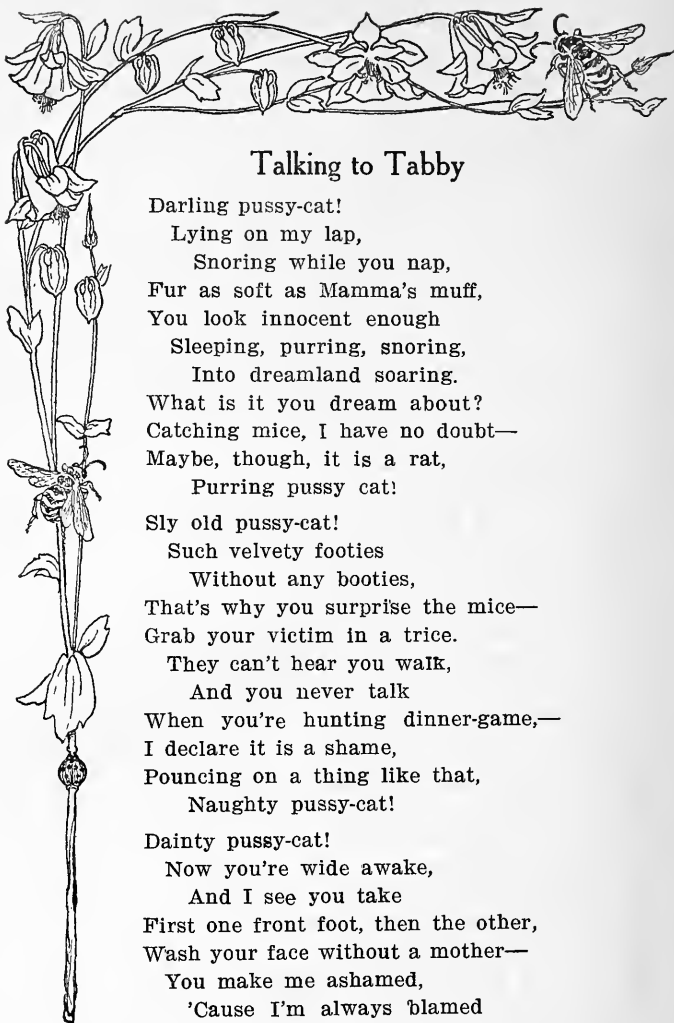 Talking to Tabby
Darling pussy-cat!
Lying on my lap,
Snoring while you nap,
Fur as soft as Mamma's muff,
You look innocent enough
Sleeping, purring, snoring,
Into dreamland soaring.
What is it you dream about?
Catching mice, I have no doubt—
Maybe, though, it is a rat,
Purring pussy cat!
Sly old pussy-cat!
Such velvety footies
Without any booties,
That's why you surprise the mice—
Grab your victim in a trice.
They can't hear you walk,
And you never talk
When you're hunting dinner-game,—
I declare it is a shame,
Pouncing on a thing like that,
Naughty pussy-cat!
Dainty pussy-cat!
Now you're wide awake,
And I see you take
First one front foot, then the other,
Wash your face without a mother—
You make me ashamed,
'Cause I'm always blamed